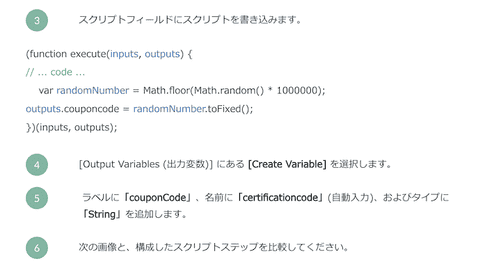 3 スクリプトフィールドにスクリプトを書き込みます。
(function execute(inputs, outputs) {
// ... code ...
var randomNumber = Math.floor(Math.random() * 1000000);
outputs.couponcode = randomNumber.toFixed();
})(inputs, outputs);
4 [Output Variables (出力変数)] にある [Create Variable] を選択します。
5 ラベルに「couponCode」、名前に「certificationcode」(自動入力)、およびタイプに
「String」を追加します。
6 次の画像と、構成したスクリプトステップを比較してください。